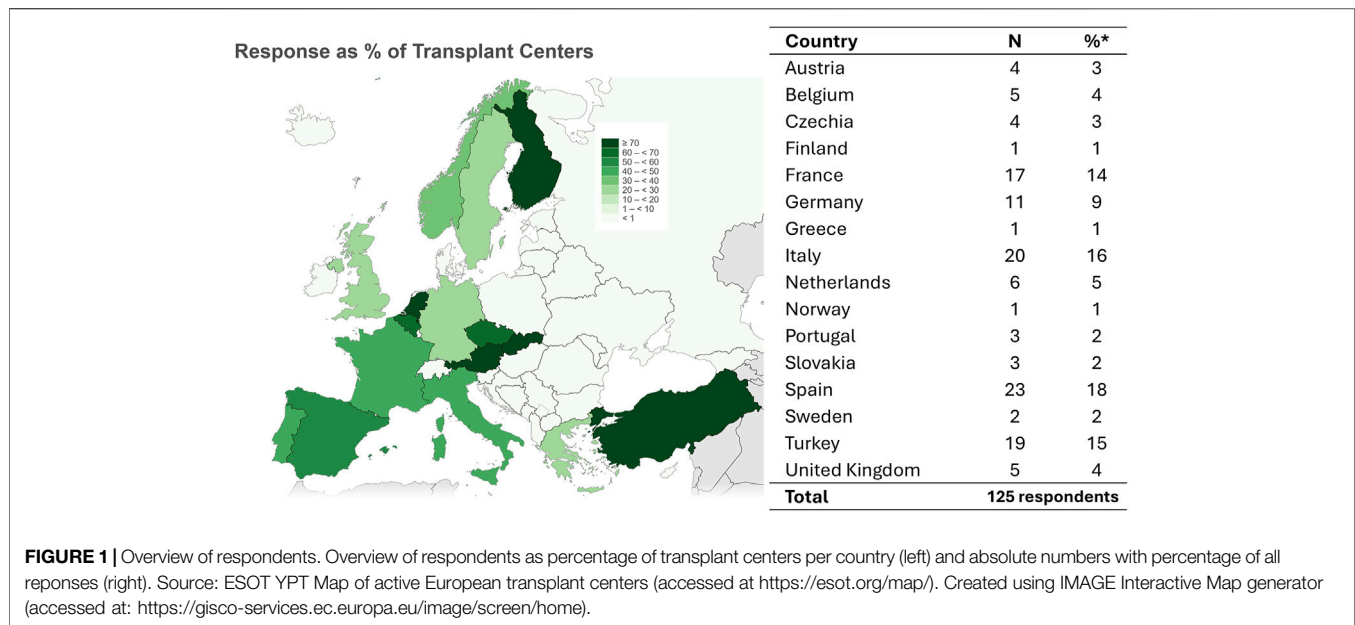 Response as % of Transplant Centers
≥ 70
60 – < 70
50 – < 60
40 – < 50
30 – < 40
20 – < 30
10 – < 20
1 – < 10
< 1
Country N %*
Austria 4 3
Belgium 5 4
Czechia 4 3
Finland 1 1
France 17 14
Germany 11 9
Greece 1 1
Italy 20 16
Netherlands 6 5
Norway 1 1
Portugal 3 2
Slovakia 3 2
Spain 23 18
Sweden 2 2
Turkey 19 15
United Kingdom 5 4
Total 125 respondents
FIGURE 1 | Overview of respondents. Overview of respondents as percentage of transplant centers per country (left) and absolute numbers with percentage of all
reponses (right). Source: ESOT YPT Map of active European transplant centers (accessed at https://esot.org/map/). Created using IMAGE Interactive Map generator
(accessed at: https://gisco-services.ec.europa.eu/image/screen/home).